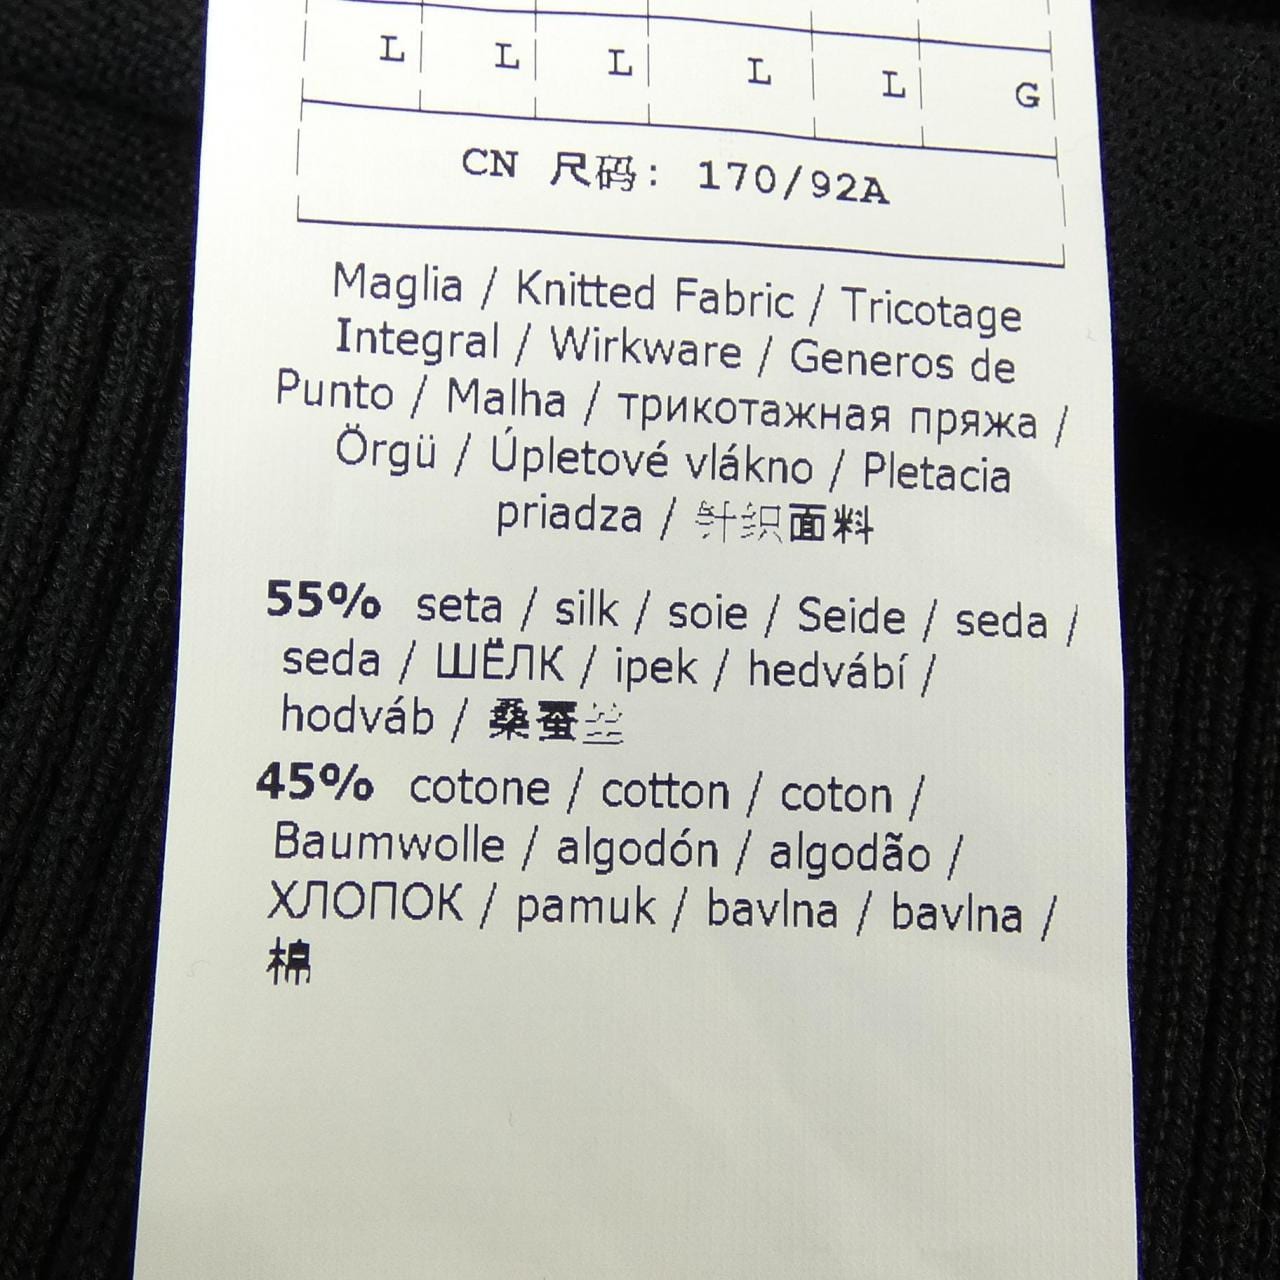 L L L L L G
CN 尺码: 170/92A
Maglia / Knitted Fabric / Tricotage
Integral / Wirkware / Generos de
Punto / Malha / трикотажная пряжа /
Örgü / Úpletové vlákno / Pletacia
priadza / 针织面料
55% seta / silk / soie / Seide / seda /
seda / ШЁЛК / ipek / hedvábí /
hodváb / 桑蚕丝
45% cotone / cotton / coton /
Baumwolle / algodón / algodão /
ХЛОПОК / pamuk / bavlna / bavlna /
棉